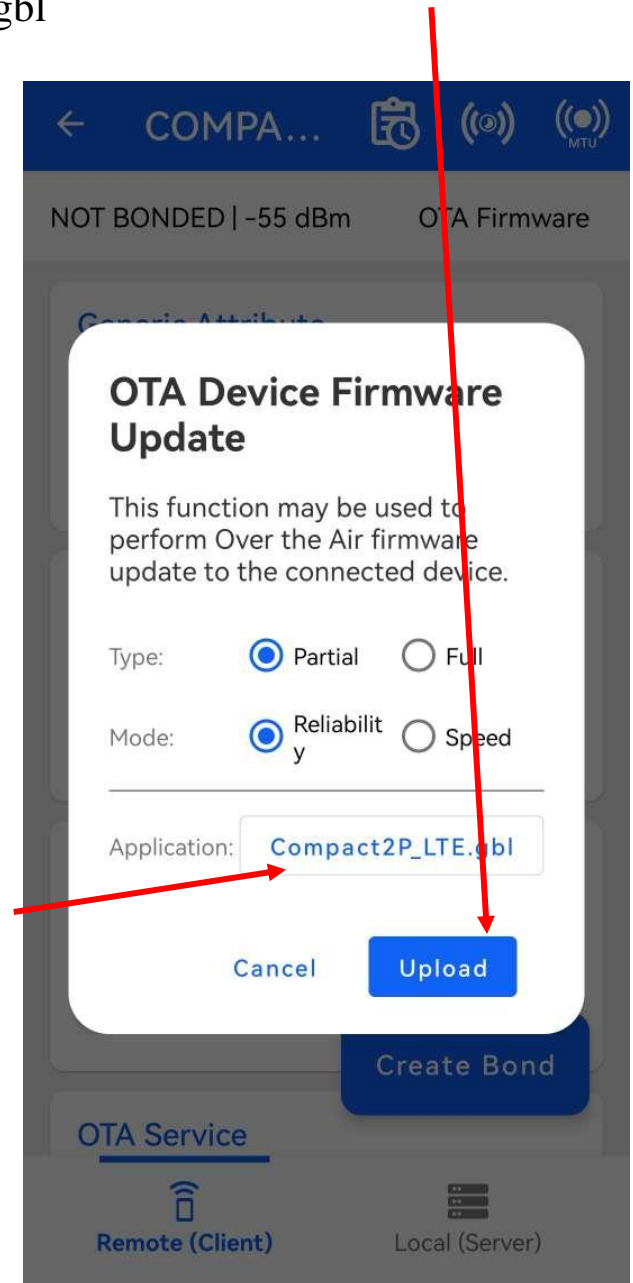 gbl
COMPA...
MTU
NOT BONDED | -55 dBm OTA Firmware
Generic Attribute
OTA Device Firmware
Update
This function may be used to
perform Over the Air firmware
update to the connected device.
Type: Partial Full
Mode: Reliabilit
y Speed
Application: Compact2P_LTE.gbl
Cancel Upload
Create Bond
OTA Service
Remote (Client) Local (Server)